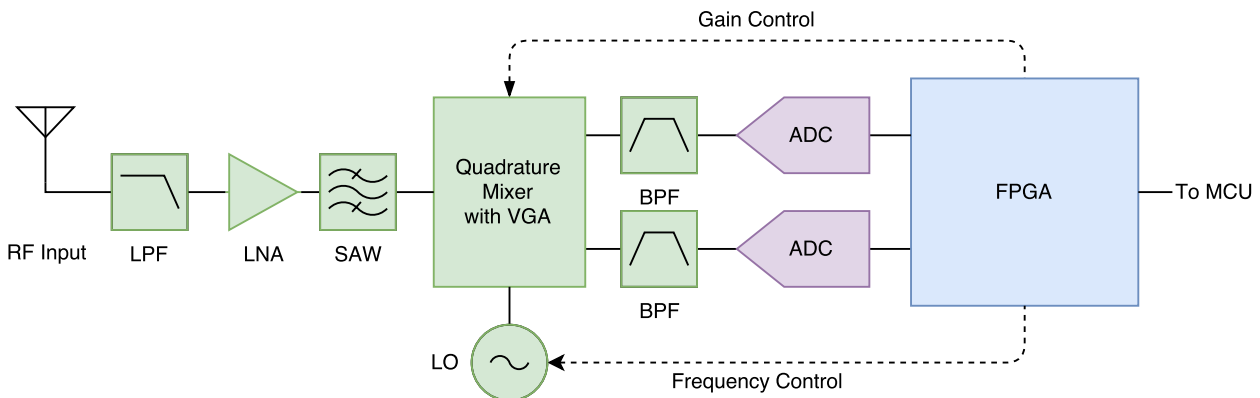 Gain Control
RF Input
LPF
LNA
SAW
Quadrature
Mixer
with VGA
BPF
BPF
ADC
ADC
FPGA
To MCU
LO
Frequency Control